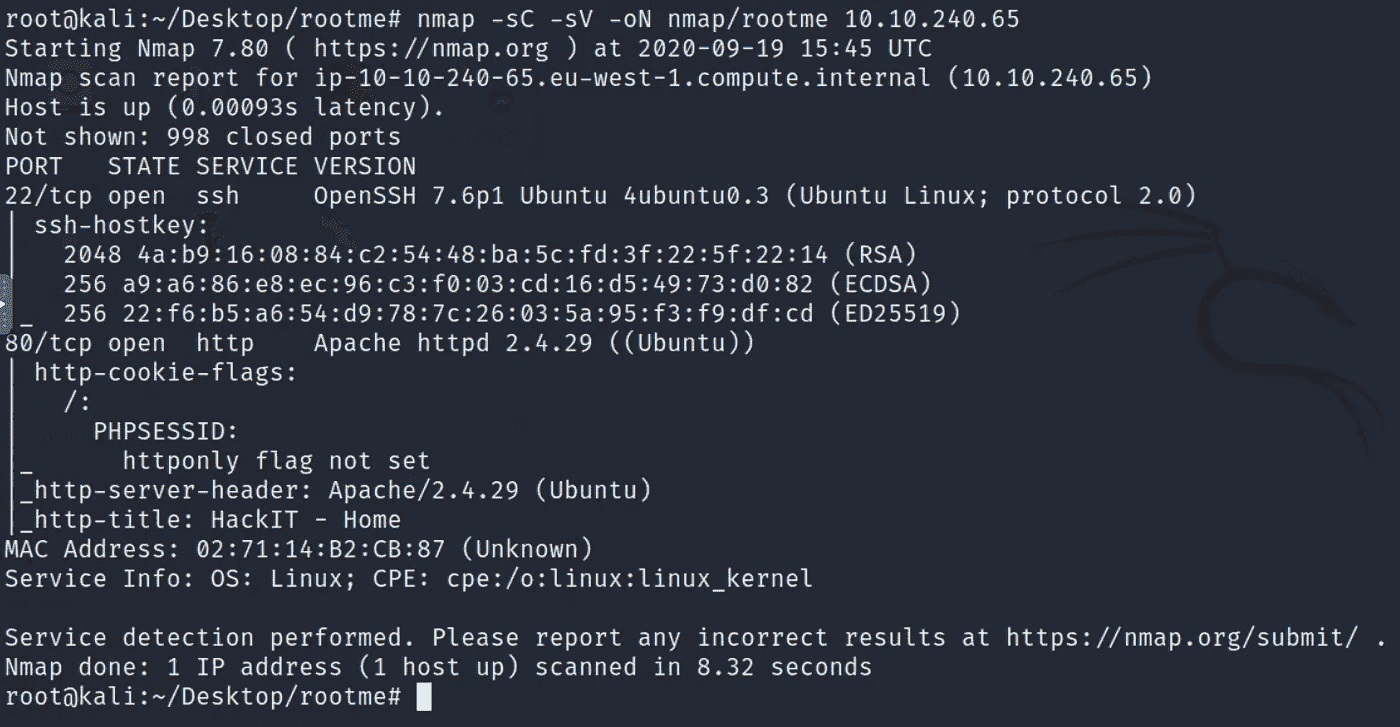 root@kali:~/Desktop/rootme# nmap -sC -sV -oN nmap/rootme 10.10.240.65
Starting Nmap 7.80 ( https://nmap.org ) at 2020-09-19 15:45 UTC
Nmap scan report for ip-10-10-240-65.eu-west-1.compute.internal (10.10.240.65)
Host is up (0.00093s latency).
Not shown: 998 closed ports
PORT   STATE SERVICE VERSION
22/tcp open  ssh     OpenSSH 7.6p1 Ubuntu 4ubuntu0.3 (Ubuntu Linux; protocol 2.0)
| ssh-hostkey:
|   2048 4a:b9:16:08:84:c2:54:48:ba:5c:fd:3f:22:5f:22:14 (RSA)
|   256 a9:a6:86:e8:ec:96:c3:f0:03:cd:16:d5:49:73:d0:82 (ECDSA)
|_  256 22:f6:b5:a6:54:d9:78:7c:26:03:5a:95:f3:f9:df:cd (ED25519)
80/tcp open  http    Apache httpd 2.4.29 ((Ubuntu))
| http-cookie-flags:
|   /:
|     PHPSESSID:
|_      httponly flag not set
|_http-server-header: Apache/2.4.29 (Ubuntu)
|_http-title: HackIT - Home
MAC Address: 02:71:14:B2:CB:87 (Unknown)
Service Info: OS: Linux; CPE: cpe:/o:linux:linux_kernel

Service detection performed. Please report any incorrect results at https://nmap.org/submit/ .
Nmap done: 1 IP address (1 host up) scanned in 8.32 seconds
root@kali:~/Desktop/rootme#